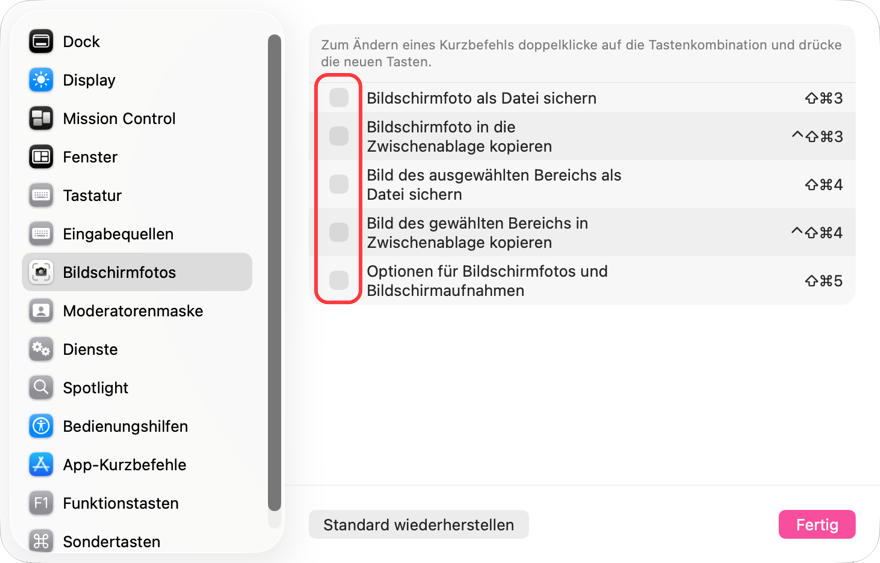 Dock
Display
Mission Control
Fenster
Tastatur
Eingabequellen
Bildschirmfotos
Moderatorenmaske
Dienste
Spotlight
Bedienungshilfen
App-Kurzbefehle
F1 Funktionstasten
⌘ Sondertasten
Zum Ändern eines Kurzbefehls doppelklicke auf die Tastenkombination und drücke
die neuen Tasten.
Bildschirmfoto als Datei sichern ⇧⌘3
Bildschirmfoto in die
Zwischenablage kopieren ^⇧⌘3
Bild des ausgewählten Bereichs als
Datei sichern ⇧⌘4
Bild des gewählten Bereichs in
Zwischenablage kopieren ^⇧⌘4
Optionen für Bildschirmfotos und
Bildschirmaufnahmen ⇧⌘5
Standard wiederherstellen
Fertig